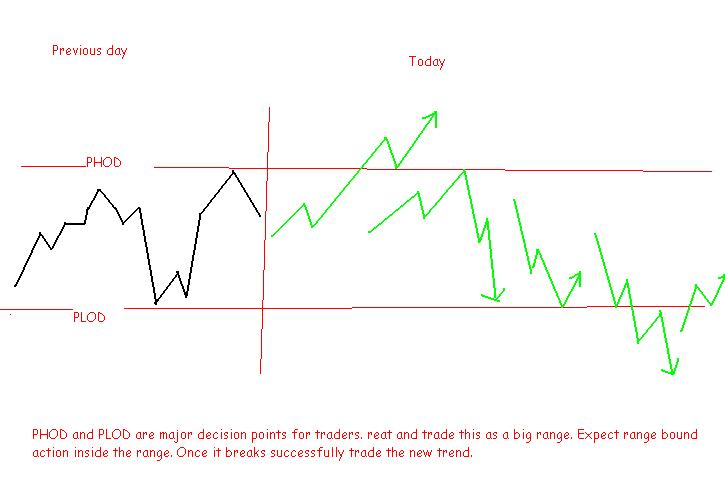 Previous day
Today
PHOD
PLOD
PHOD and PLOD are major decision points for traders. reat and trade this as a big range. Expect range bound
action inside the range. Once it breaks successfully trade the new trend.